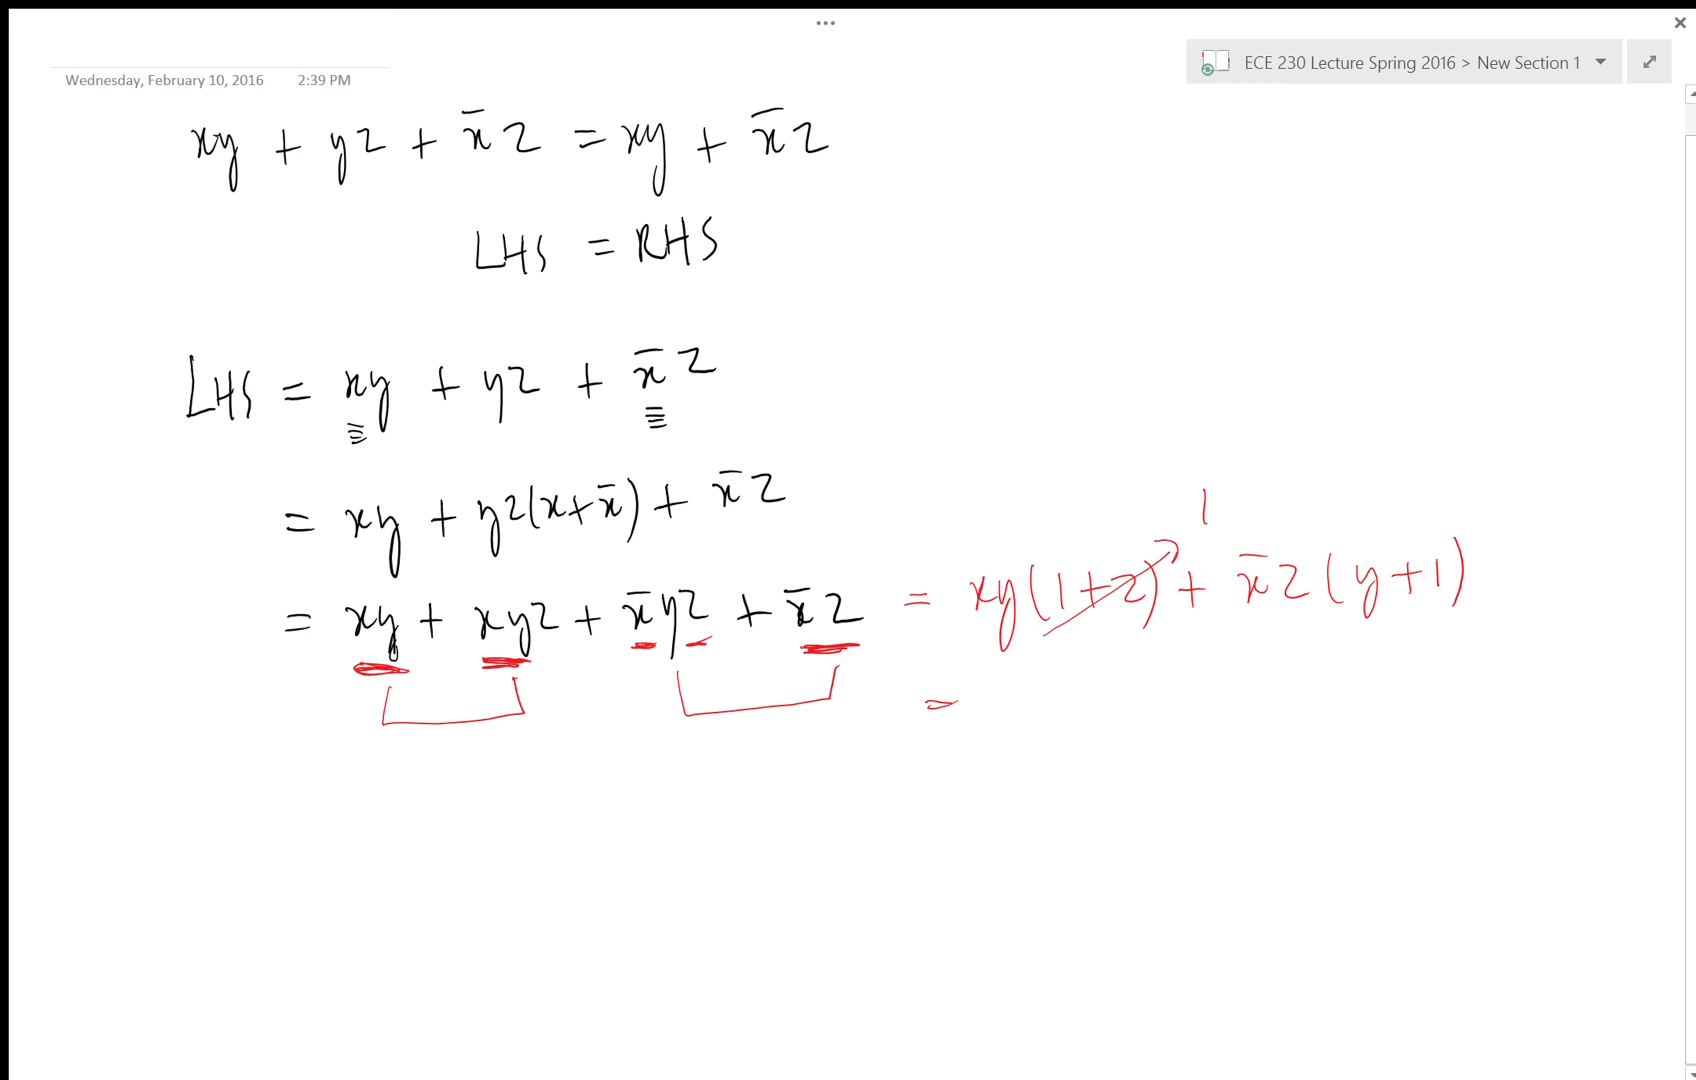 ECE 230 Lecture Spring 2016 > New Section 1
Wednesday, February 10, 2016 2:39 PM
xy + yz + x̄z = xy + x̄z
LHS = RHS
LHS = xy + yz + x̄z
= xy + yz(x+x̄) + x̄z
= xy + xyz + x̄yz + x̄z = xy(1+z) + x̄z(y+1)
1
=